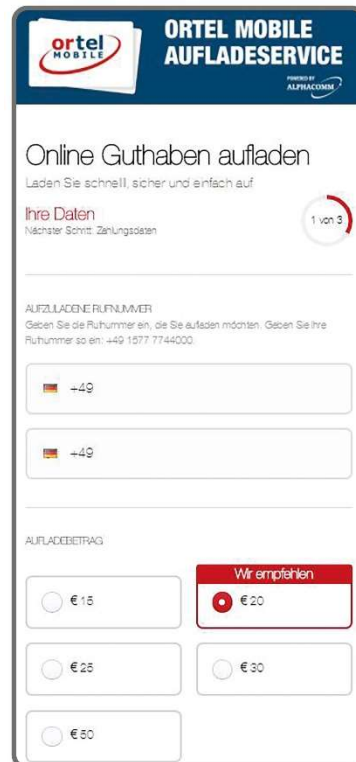 ortel
MOBILE
ORTEL MOBILE
AUFLADESERVICE
POWERED BY
ALPHACOMM
Online Guthaben aufladen
Laden Sie schnell, sicher und einfach auf
Ihre Daten
Nächster Schritt: Zahlungsdaten
1 von 3
AUFZULADENE RUFNUMMER
Geben Sie die Rufnummer ein, die Sie aufladen möchten. Geben Sie Ihre
Rufnummer so ein: +49 1577 7744000.
+49
+49
AUFLADEBETRAG
Wir empfehlen
€ 15
€ 20
€ 25
€ 30
€ 50